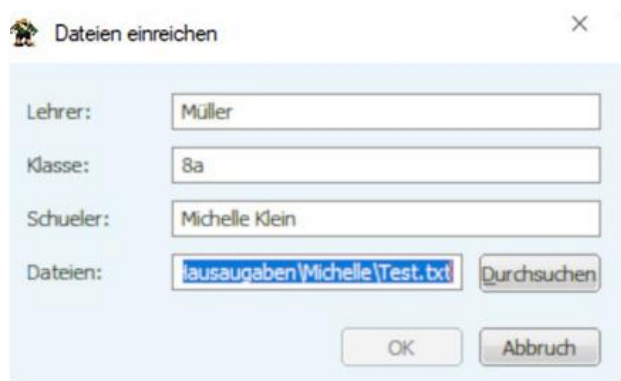 Dateien einreichen
Lehrer: Müller
Klasse: 8a
Schueler: Michelle Klein
Dateien: lausaugaben\Michelle\Test.txt Durchsuchen
OK Abbruch